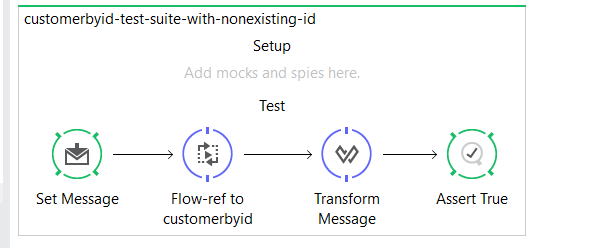 customerbyid-test-suite-with-nonexisting-id
Setup
Add mocks and spies here.
Test
Set Message
Flow-ref to
customerbyid
Transform
Message
Assert True